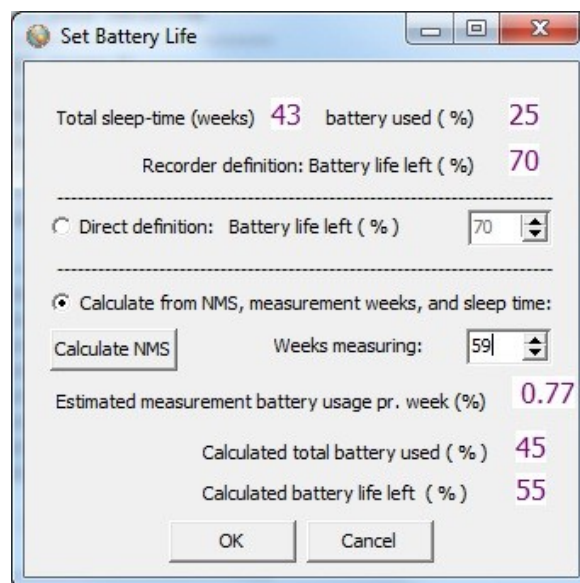 Set Battery Life
Total sleep-time (weeks) 43 battery used ( %) 25
Recorder definition: Battery life left ( %) 70
Direct definition: Battery life left ( % ) 70
Calculate from NMS, measurement weeks, and sleep time:
Calculate NMS Weeks measuring: 59
Estimated measurement battery usage pr. week (%) 0.77
Calculated total battery used ( % ) 45
Calculated battery life left ( % ) 55
OK Cancel